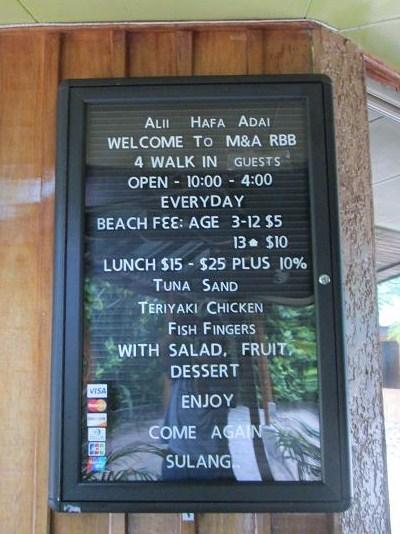 Alii Hafa Adai
WELCOME To M&A RBB
4 WALK IN GUESTS
OPEN - 10:00 - 4:00
EVERYDAY
BEACH FEE: AGE 3-12 $5
13 $10
LUNCH $15 - $25 PLUS 10%
Tuna Sand
Teriyaki Chicken
Fish Fingers
WITH SALAD, FRUIT,
DESSERT
ENJOY
COME AGAIN
SULANG..
VISA